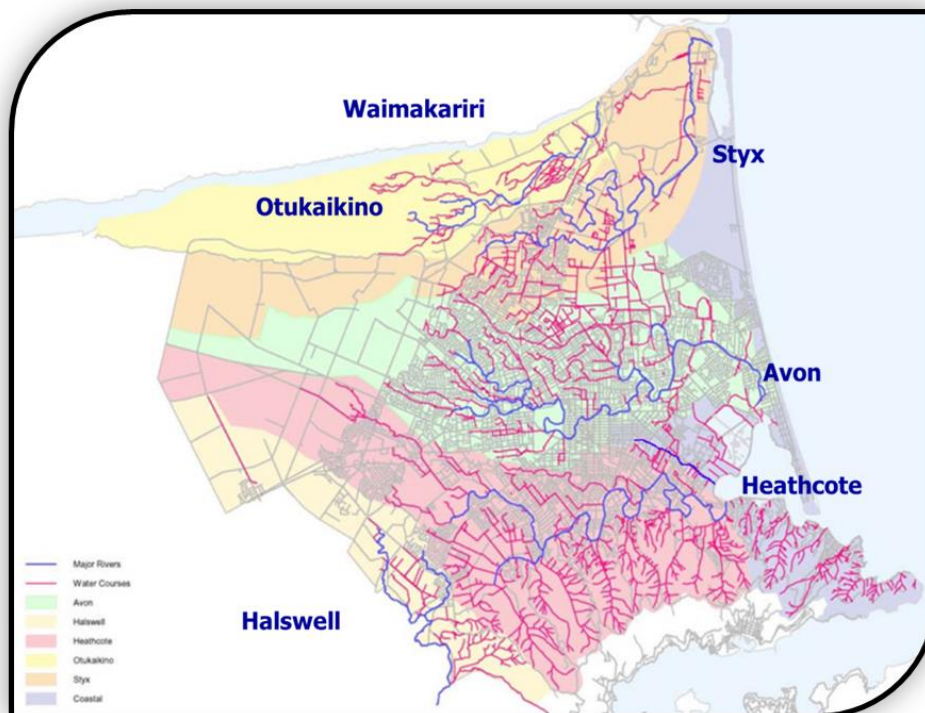 Waimakariri
Styx
Otukaikino
Avon
Heathcote
Halswell
Major Rivers
Water Courses
Avon
Halswell
Heathcote
Otukaikino
Styx
Coastal